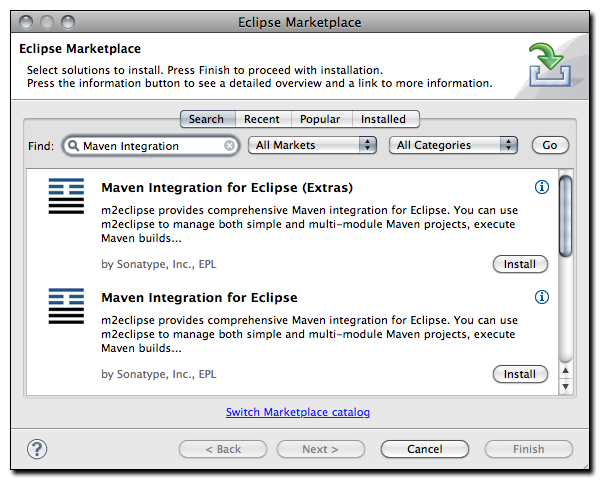 Eclipse Marketplace
Eclipse Marketplace
Select solutions to install. Press Finish to proceed with installation.
Press the information button to see a detailed overview and a link to more information.
Search Recent Popular Installed
Find: Maven Integration All Markets All Categories Go
Maven Integration for Eclipse (Extras)
m2eclipse provides comprehensive Maven integration for Eclipse. You can use
m2eclipse to manage both simple and multi-module Maven projects, execute
Maven builds...
by Sonatype, Inc., EPL Install
Maven Integration for Eclipse
m2eclipse provides comprehensive Maven integration for Eclipse. You can use
m2eclipse to manage both simple and multi-module Maven projects, execute
Maven builds...
by Sonatype, Inc., EPL Install
Switch Marketplace catalog
? < Back Next > Cancel Finish